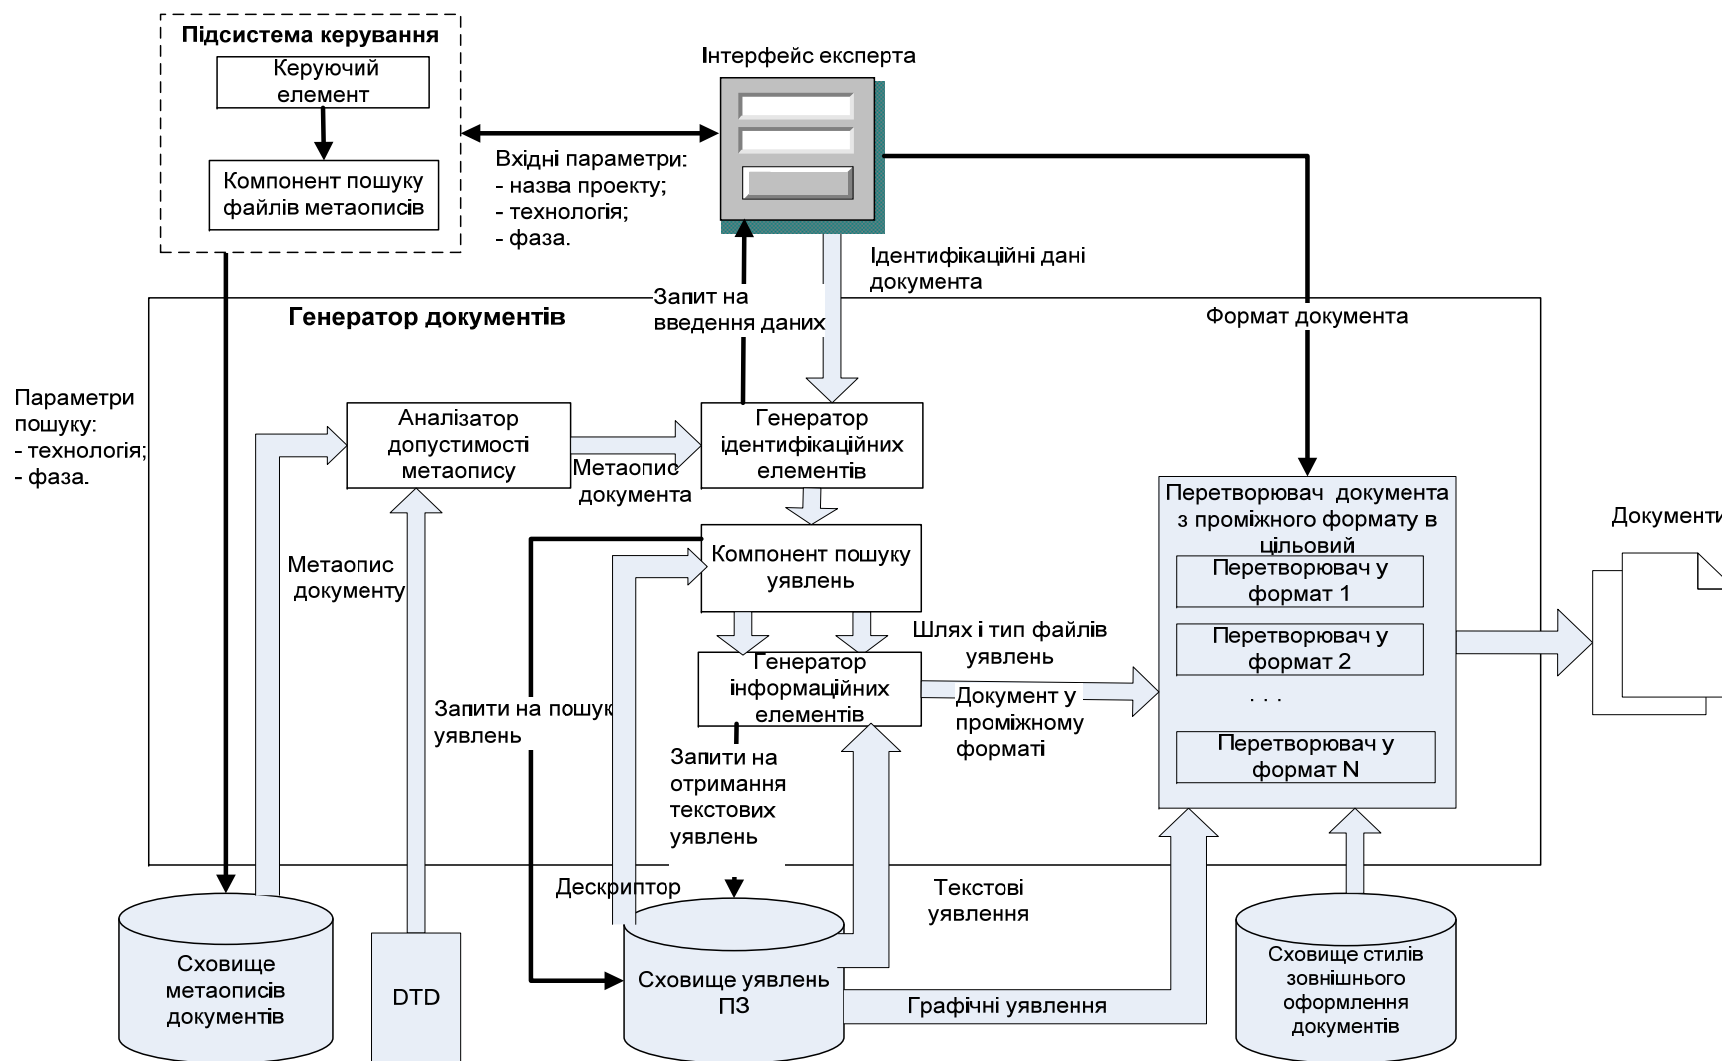 Підсистема керування
Керуючий
елемент
Компонент пошуку
файлів метаописів
Інтерфейс експерта
Вхідні параметри:
- назва проекту;
- технологія;
- фаза.
Ідентифікаційні дані
документа
Запит на
введення даних
Формат документа
Генератор документів
Параметри
пошуку:
- технологія;
- фаза.
Аналізатор
допустимості
метаопису
Метаопис
документа
Генератор
ідентифікаційних
елементів
Метаопис
документу
Компонент пошуку
уявлень
Шлях і тип файлів
уявлень
Генератор
інформаційних
елементів
Документ у
проміжному
форматі
Запити на пошук
уявлень
Запити на
отримання
текстових
уявлень
Перетворювач документа
з проміжного формату в
цільовий
Перетворювач у
формат 1
Перетворювач у
формат 2
. . .
Перетворювач у
формат N
Документи
Дескриптор
Текстові
уявлення
Сховище
метаописів
документів
DTD
Сховище уявлень
ПЗ
Графічні уявлення
Сховище стилів
зовнішнього
оформлення
документів